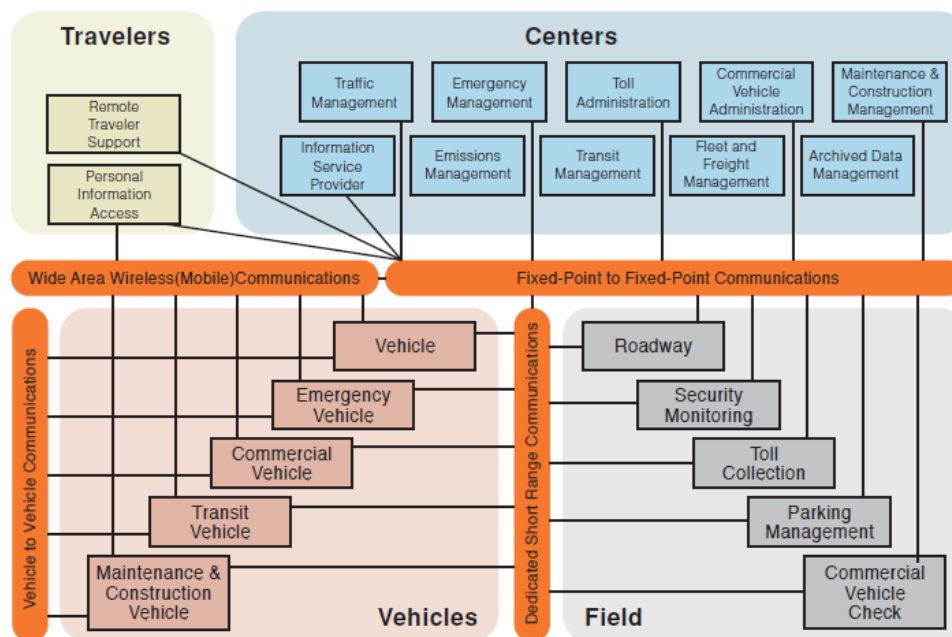 Travelers
Remote
Traveler
Support
Personal
Information
Access
Centers
Traffic
Management
Emergency
Management
Toll
Administration
Commercial
Vehicle
Administration
Maintenance &
Construction
Management
Information
Service
Provider
Emissions
Management
Transit
Management
Fleet and
Freight
Management
Archived Data
Management
Wide Area Wireless(Mobile)Communications
Fixed-Point to Fixed-Point Communications
Vehicle to Vehicle Communications
Vehicle
Emergency
Vehicle
Commercial
Vehicle
Transit
Vehicle
Maintenance &
Construction
Vehicle
Vehicles
Dedicated Short Range Communications
Roadway
Security
Monitoring
Toll
Collection
Parking
Management
Commercial
Vehicle
Check
Field